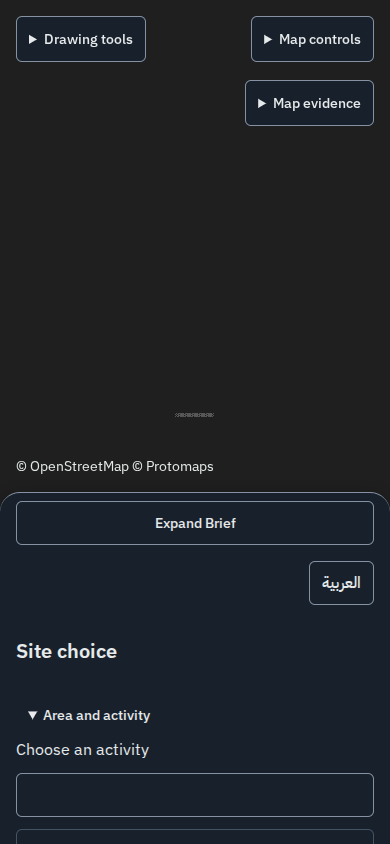 Drawing tools
Map controls
Map evidence
© OpenStreetMap © Protomaps
Expand Brief
العربية
Site choice
Area and activity
Choose an activity